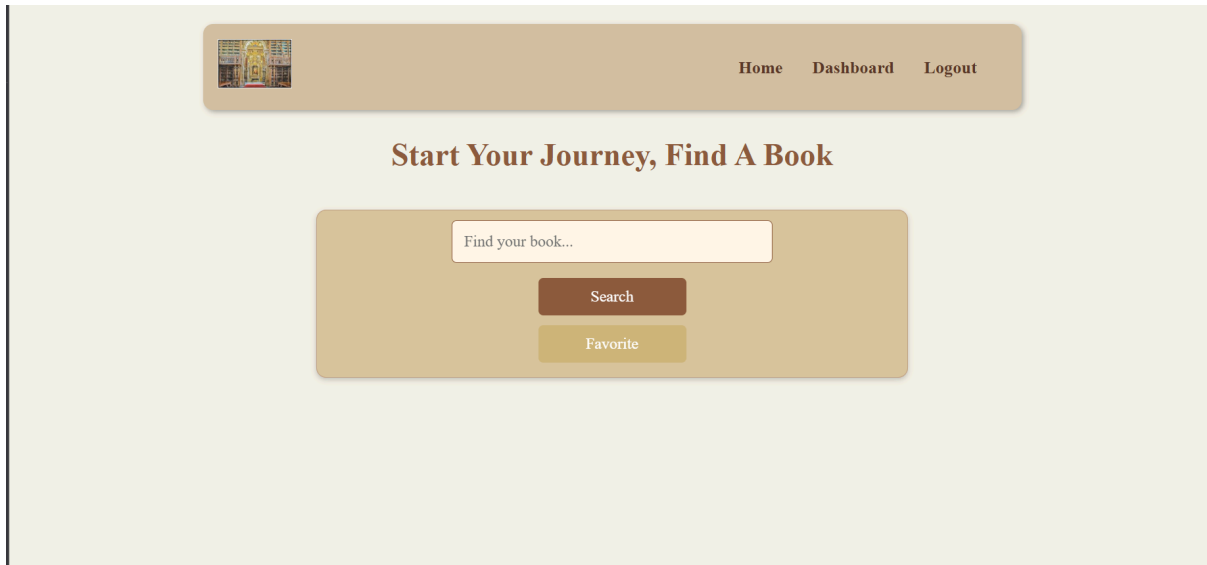 Home Dashboard Logout
Start Your Journey, Find A Book
Find your book...
Search
Favorite